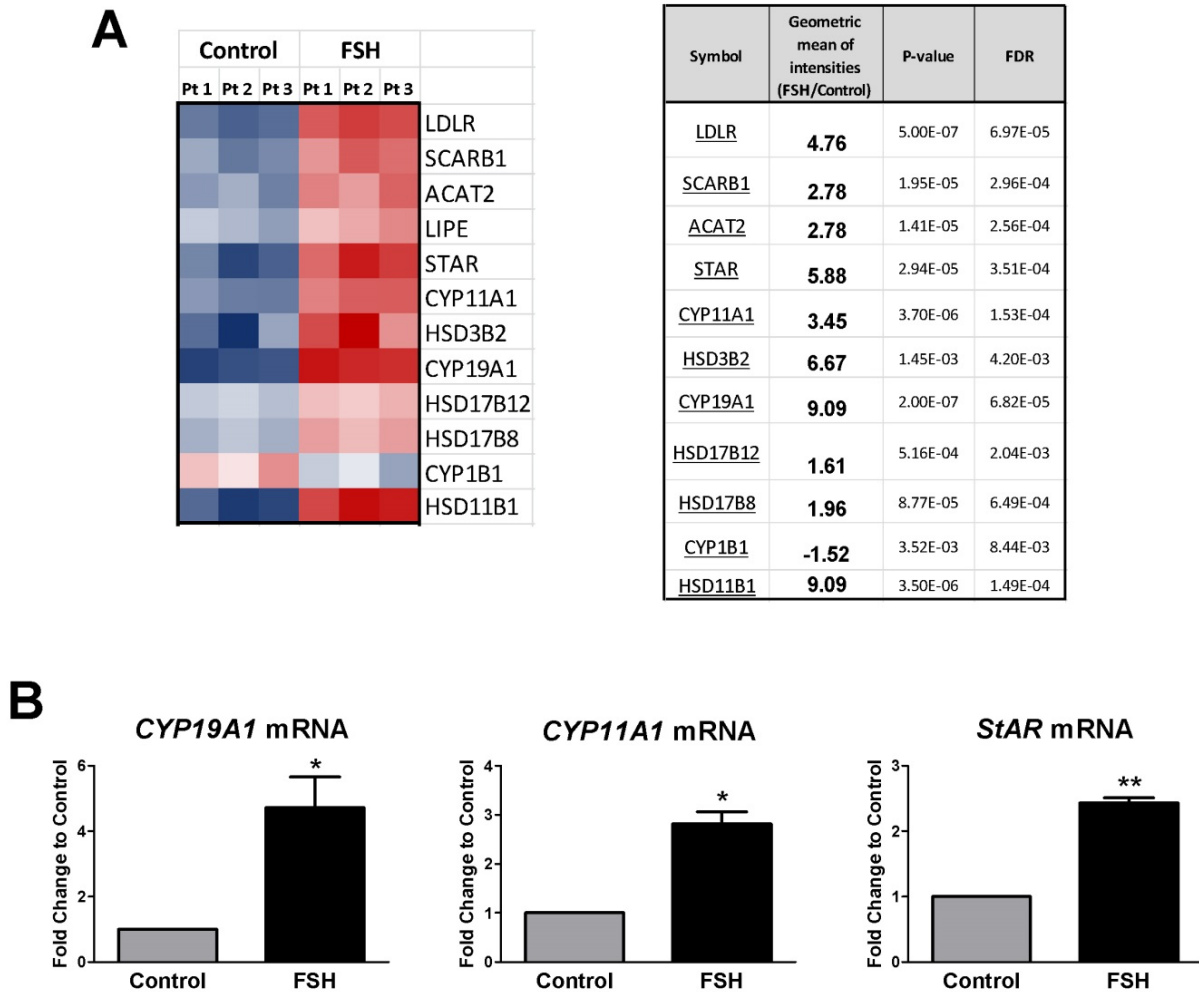 A
Control FSH
Pt 1 Pt 2 Pt 3 Pt 1 Pt 2 Pt 3
LDLR
SCARB1
ACAT2
LIPE
STAR
CYP11A1
HSD3B2
CYP19A1
HSD17B12
HSD17B8
CYP1B1
HSD11B1
Symbol Geometric mean of intensities (FSH/Control) P-value FDR
LDLR 4.76 5.00E-07 6.97E-05
SCARB1 2.78 1.95E-05 2.96E-04
ACAT2 2.78 1.41E-05 2.56E-04
STAR 5.88 2.94E-05 3.51E-04
CYP11A1 3.45 3.70E-06 1.53E-04
HSD3B2 6.67 1.45E-03 4.20E-03
CYP19A1 9.09 2.00E-07 6.82E-05
HSD17B12 1.61 5.16E-04 2.04E-03
HSD17B8 1.96 8.77E-05 6.49E-04
CYP1B1 -1.52 3.52E-03 8.44E-03
HSD11B1 9.09 3.50E-06 1.49E-04
B
CYP19A1 mRNA
Fold Change to Control
6
4
2
0
*
Control FSH
CYP11A1 mRNA
Fold Change to Control
4
3
2
1
0
*
Control FSH
StAR mRNA
Fold Change to Control
3
2
1
0
**
Control FSH